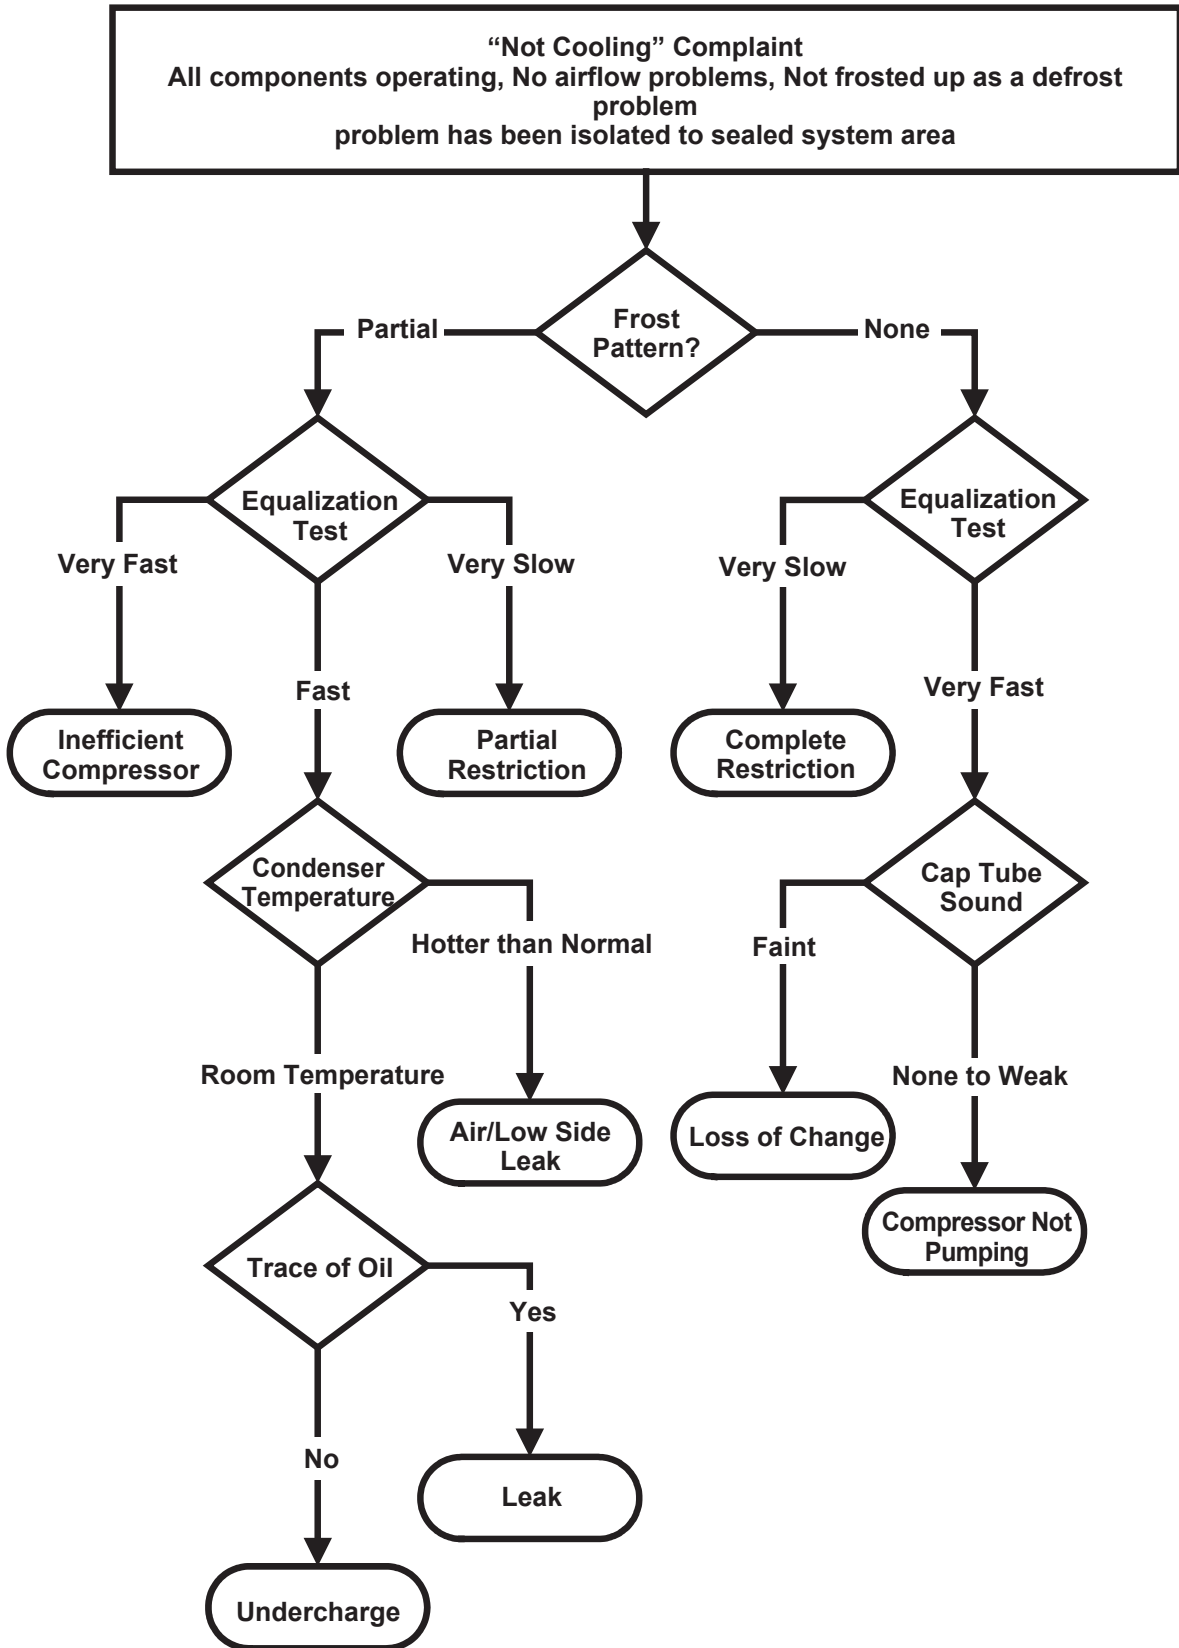 “Not Cooling” Complaint
All components operating, No airflow problems, Not frosted up as a defrost
problem
problem has been isolated to sealed system area
Frost
Pattern?
Partial
None
Equalization
Test
Equalization
Test
Very Fast
Very Slow
Very Slow
Fast
Very Fast
Inefficient
Compressor
Partial
Restriction
Complete
Restriction
Condenser
Temperature
Cap Tube
Sound
Hotter than Normal
Faint
Room Temperature
None to Weak
Air/Low Side
Leak
Loss of Change
Compressor Not
Pumping
Trace of Oil
Yes
No
Leak
Undercharge